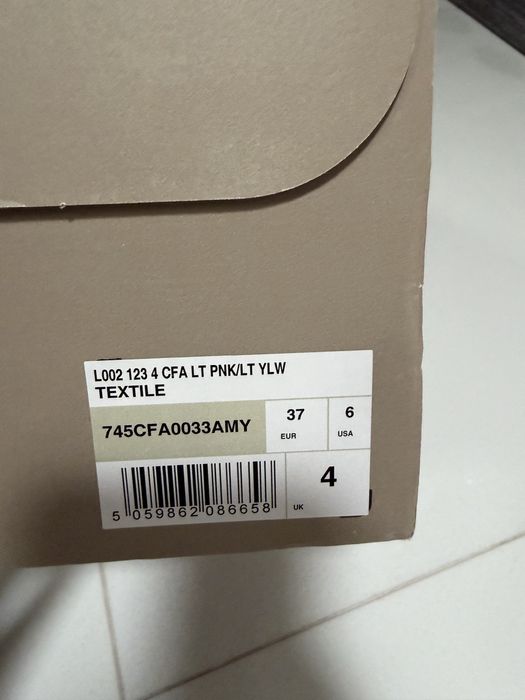 L002 123 4 CFA LT PNK/LT YLW
TEXTILE
745CFA0033AMY
37
EUR
6
USA
5 059862 086658
4
UK